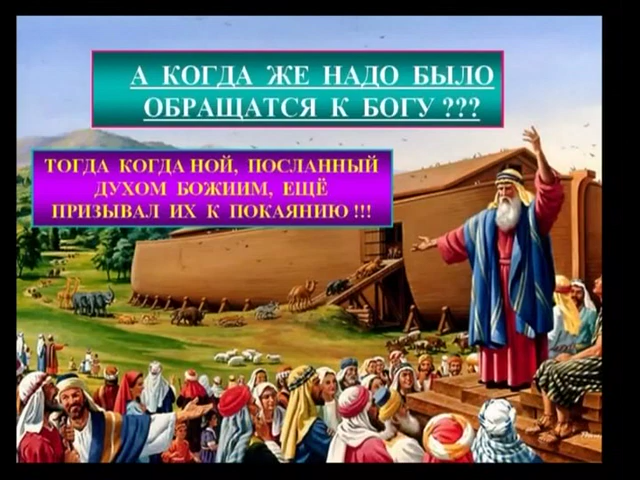 А КОГДА ЖЕ НАДО БЫЛО
ОБРАЩАТСЯ К БОГУ ???
ТОГДА КОГДА НОЙ, ПОСЛАННЫЙ
ДУХОМ БОЖИИМ, ЕЩЁ
ПРИЗЫВАЛ ИХ К ПОКАЯНИЮ !!!